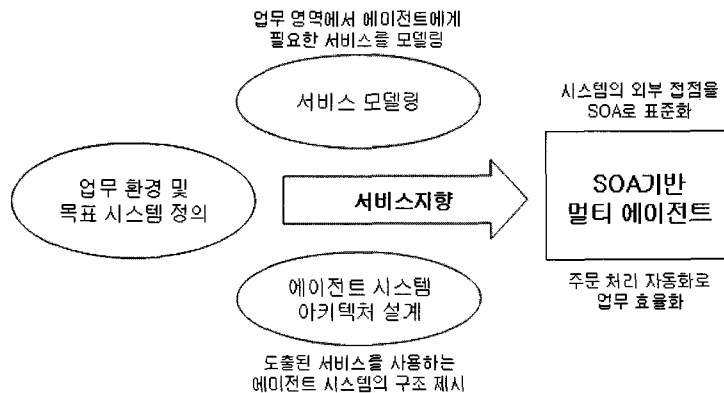 업무 영역에서 에이전트에게
필요한 서비스를 모델링
서비스 모델링
시스템의 외부 접점을
SOA로 표준화
업무 환경 및
목표 시스템 정의
서비스지향
SOA기반
멀티 에이전트
에이전트 시스템
아키텍처 설계
주문 처리 자동화로
업무 효율화
도출된 서비스를 사용하는
에이전트 시스템의 구조 제시